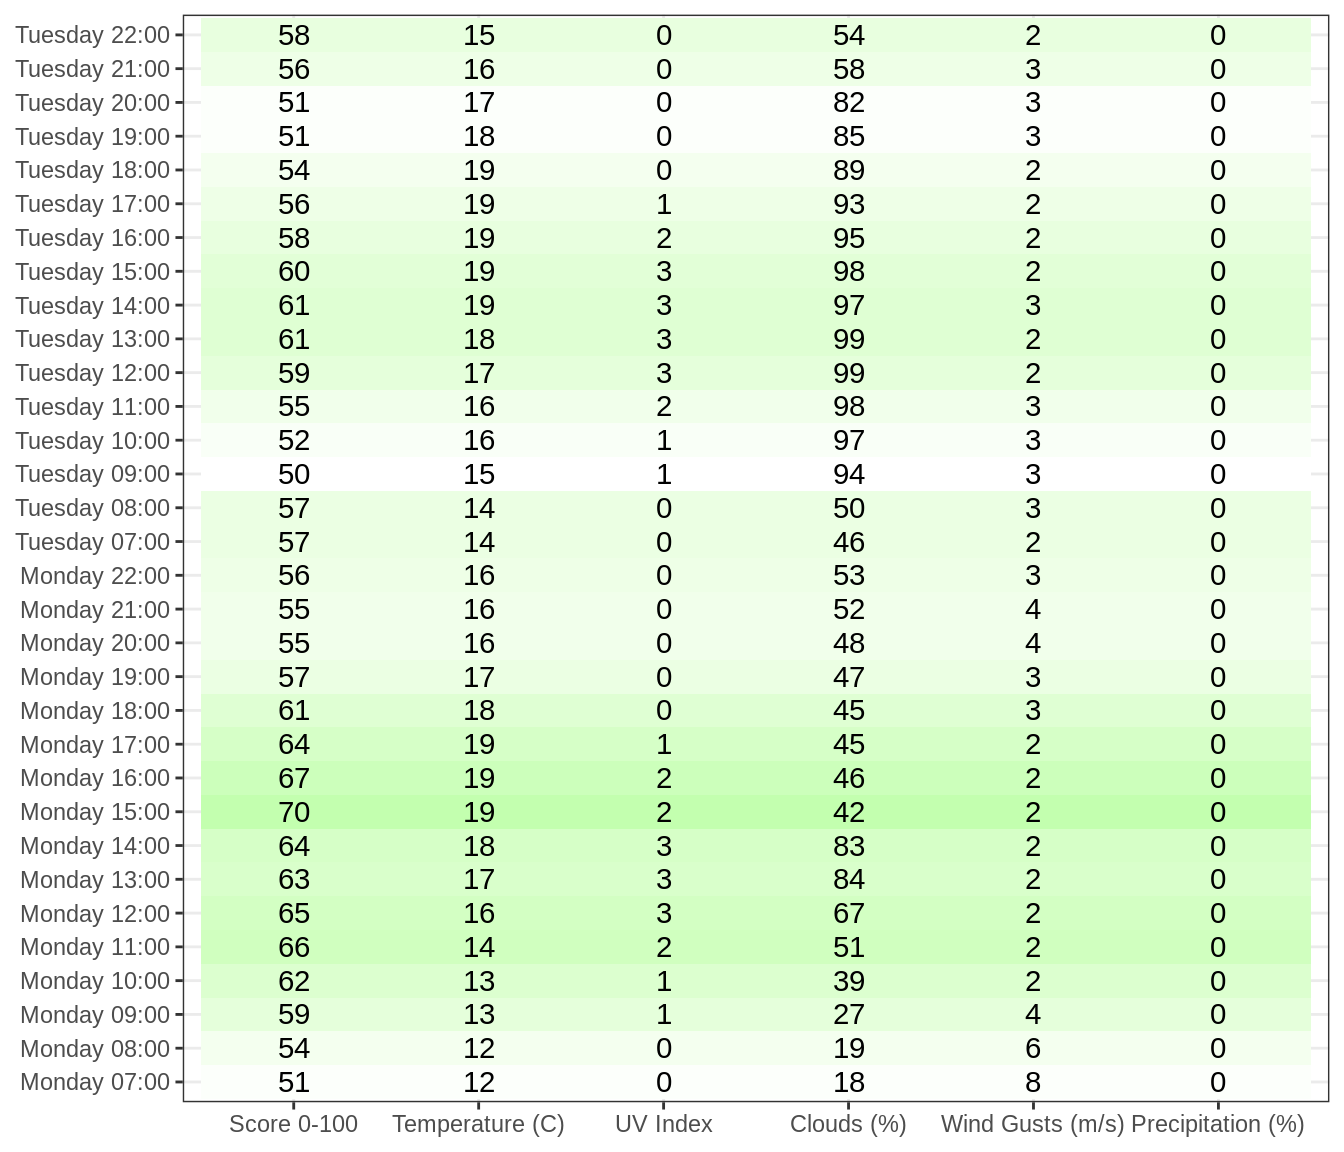 Tuesday 22:00 58 15 0 54 2 0
Tuesday 21:00 56 16 0 58 3 0
Tuesday 20:00 51 17 0 82 3 0
Tuesday 19:00 51 18 0 85 3 0
Tuesday 18:00 54 19 0 89 2 0
Tuesday 17:00 56 19 1 93 2 0
Tuesday 16:00 58 19 2 95 2 0
Tuesday 15:00 60 19 3 98 2 0
Tuesday 14:00 61 19 3 97 3 0
Tuesday 13:00 61 18 3 99 2 0
Tuesday 12:00 59 17 3 99 2 0
Tuesday 11:00 55 16 2 98 3 0
Tuesday 10:00 52 16 1 97 3 0
Tuesday 09:00 50 15 1 94 3 0
Tuesday 08:00 57 14 0 50 3 0
Tuesday 07:00 57 14 0 46 2 0
Monday 22:00 56 16 0 53 3 0
Monday 21:00 55 16 0 52 4 0
Monday 20:00 55 16 0 48 4 0
Monday 19:00 57 17 0 47 3 0
Monday 18:00 61 18 0 45 3 0
Monday 17:00 64 19 1 45 2 0
Monday 16:00 67 19 2 46 2 0
Monday 15:00 70 19 2 42 2 0
Monday 14:00 64 18 3 83 2 0
Monday 13:00 63 17 3 84 2 0
Monday 12:00 65 16 3 67 2 0
Monday 11:00 66 14 2 51 2 0
Monday 10:00 62 13 1 39 2 0
Monday 09:00 59 13 1 27 4 0
Monday 08:00 54 12 0 19 6 0
Monday 07:00 51 12 0 18 8 0
Score 0-100 Temperature (C) UV Index Clouds (%) Wind Gusts (m/s) Precipitation (%)